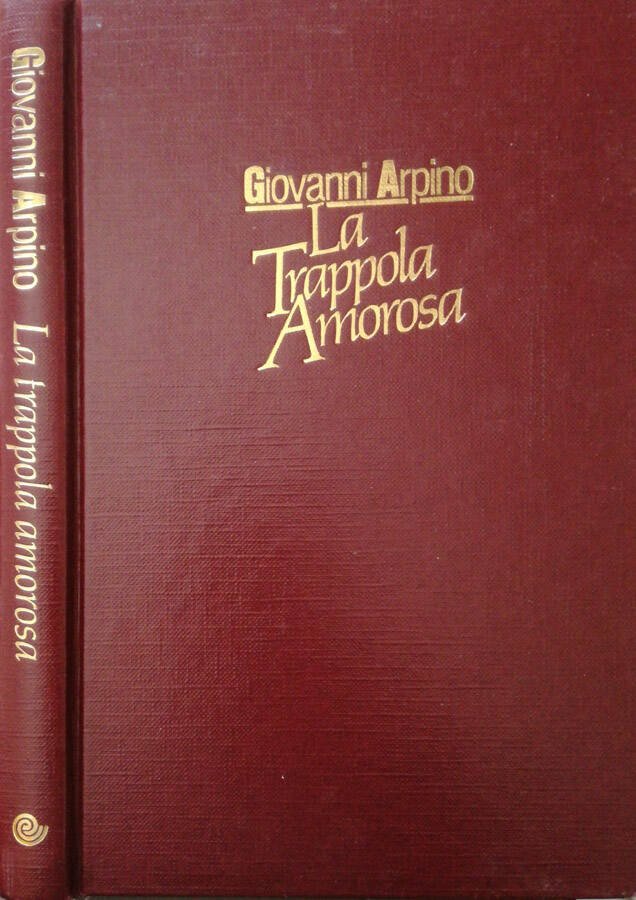 Giovanni Arpino La trappola amorosa
Giovanni Arpino
La
Trappola
Amorosa